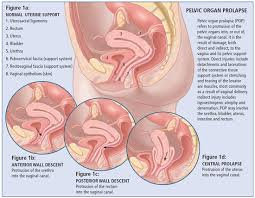 Figure 1a:
NORMAL UTERINE SUPPORT
1. Uterosacral ligaments
2. Rectum
3. Uterus
4. Bladder
5. Urethra
6. Pubocervical fascia (support system)
7. Rectovaginal fascia (support system)
8. Vaginal epithelium (skin)
PELVIC ORGAN PROLAPSE
Pelvic organ prolapse (POP)
refers to protrusion of the
pelvic organs into, or out of,
the vaginal canal. It is the
result of damage, both
direct and indirect, to the
vagina and its pelvic support
system. Direct injuries include
detachments and lacerations
of the connective tissue
support system or stretching
and tearing of the levator
ani muscles, most commonly
as a result of vaginal delivery
Indirect injury includes
hypoestrogenic atrophy and
denervation. POP may involve
the urethra, bladder, uterus,
intestine and rectum.
Figure 1b:
ANTERIOR WALL DESCENT
Protrusion of the urethra
into the vaginal canal.
Figure 1c:
POSTERIOR WALL DESCENT
Protrusion of the rectum
into the vaginal canal.
Figure 1d:
CENTRAL PROLAPSE
Protrusion of the uterus
into the vaginal canal.